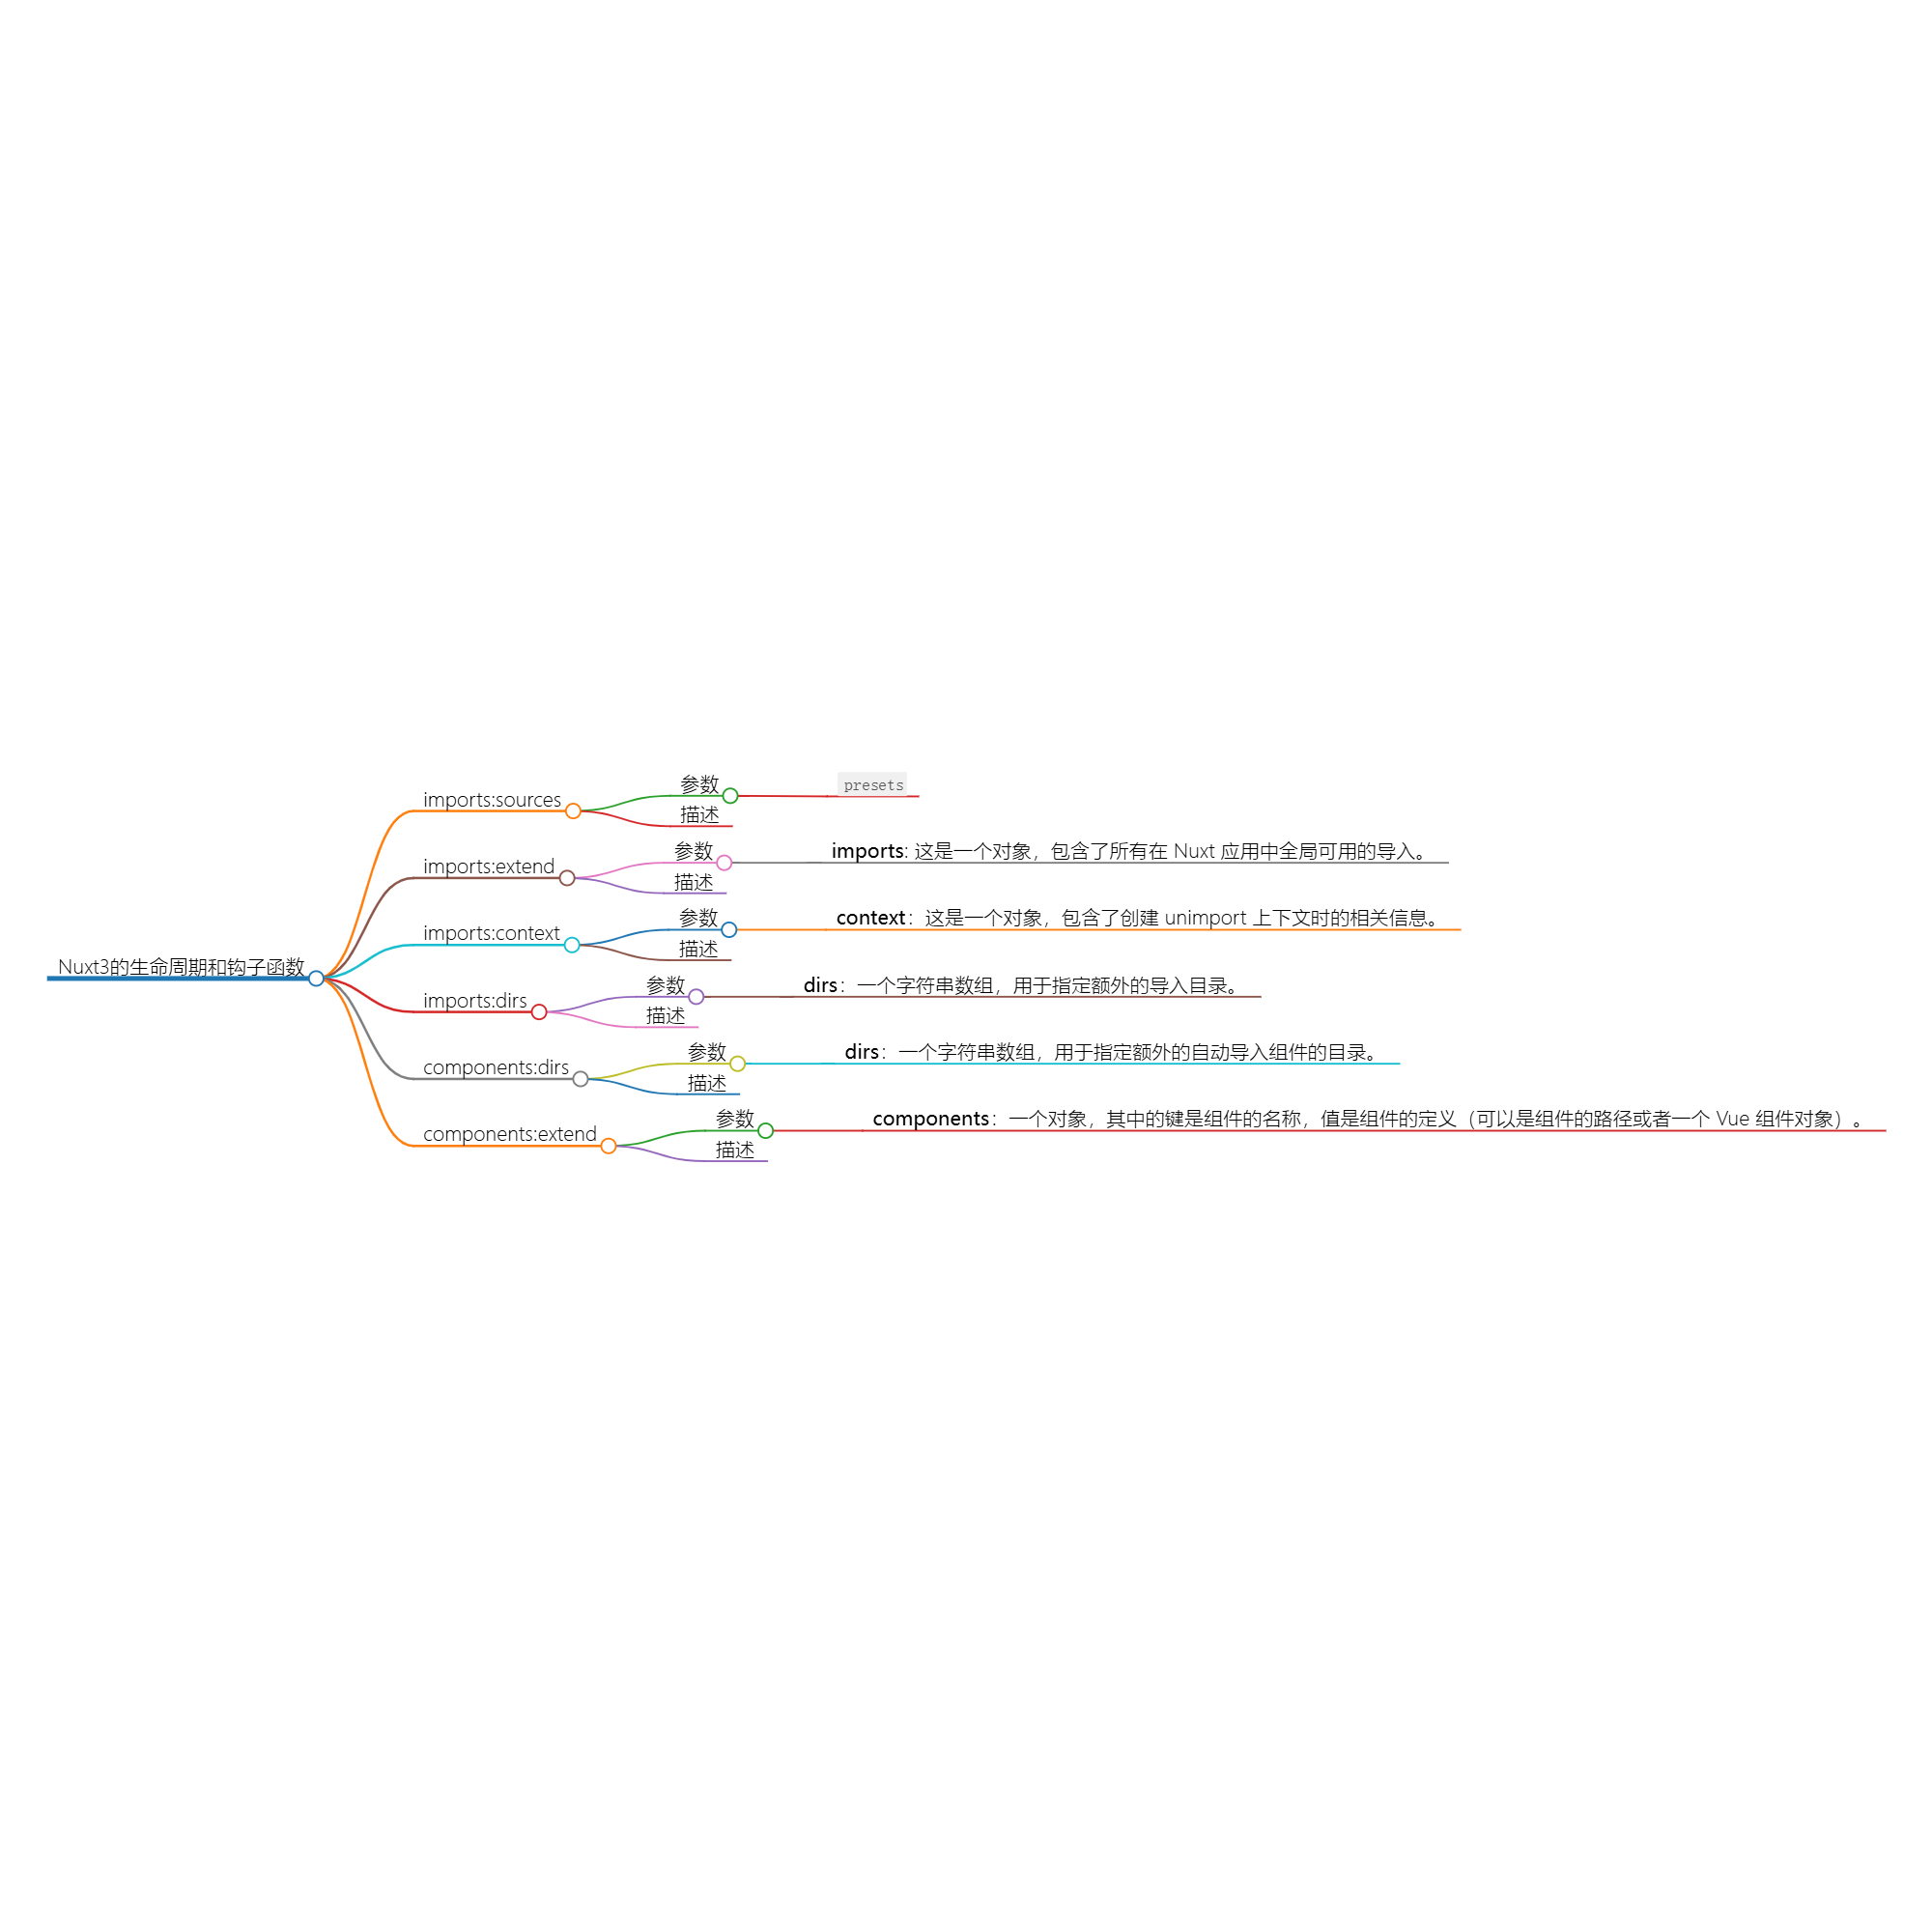 Nuxt3的生命周期和钩子函数
imports:sources
参数
presets
描述
imports:extend
参数
imports: 这是一个对象，包含了所有在 Nuxt 应用中全局可用的导入。
描述
imports:context
参数
context：这是一个对象，包含了创建 unimport 上下文时的相关信息。
描述
imports:dirs
参数
dirs：一个字符串数组，用于指定额外的导入目录。
描述
components:dirs
参数
dirs：一个字符串数组，用于指定额外的自动导入组件的目录。
描述
components:extend
参数
components：一个对象，其中的键是组件的名称，值是组件的定义（可以是组件的路径或者一个 Vue 组件对象）。
描述